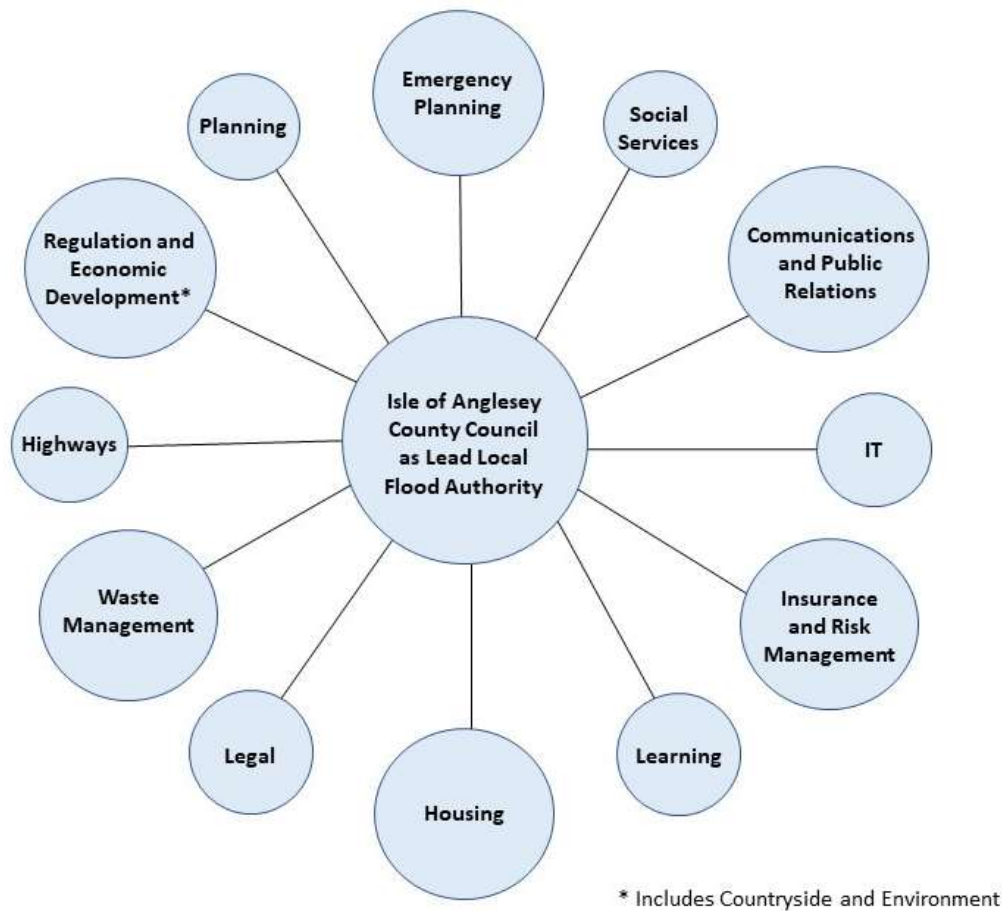 Emergency
Planning
Social
Services
Communications
and Public
Relations
IT
Insurance
and Risk
Management
Learning
Housing
Legal
Waste
Management
Highways
Regulation and
Economic
Development*
Planning
Isle of Anglesey
County Council
as Lead Local
Flood Authority
* Includes Countryside and Environment